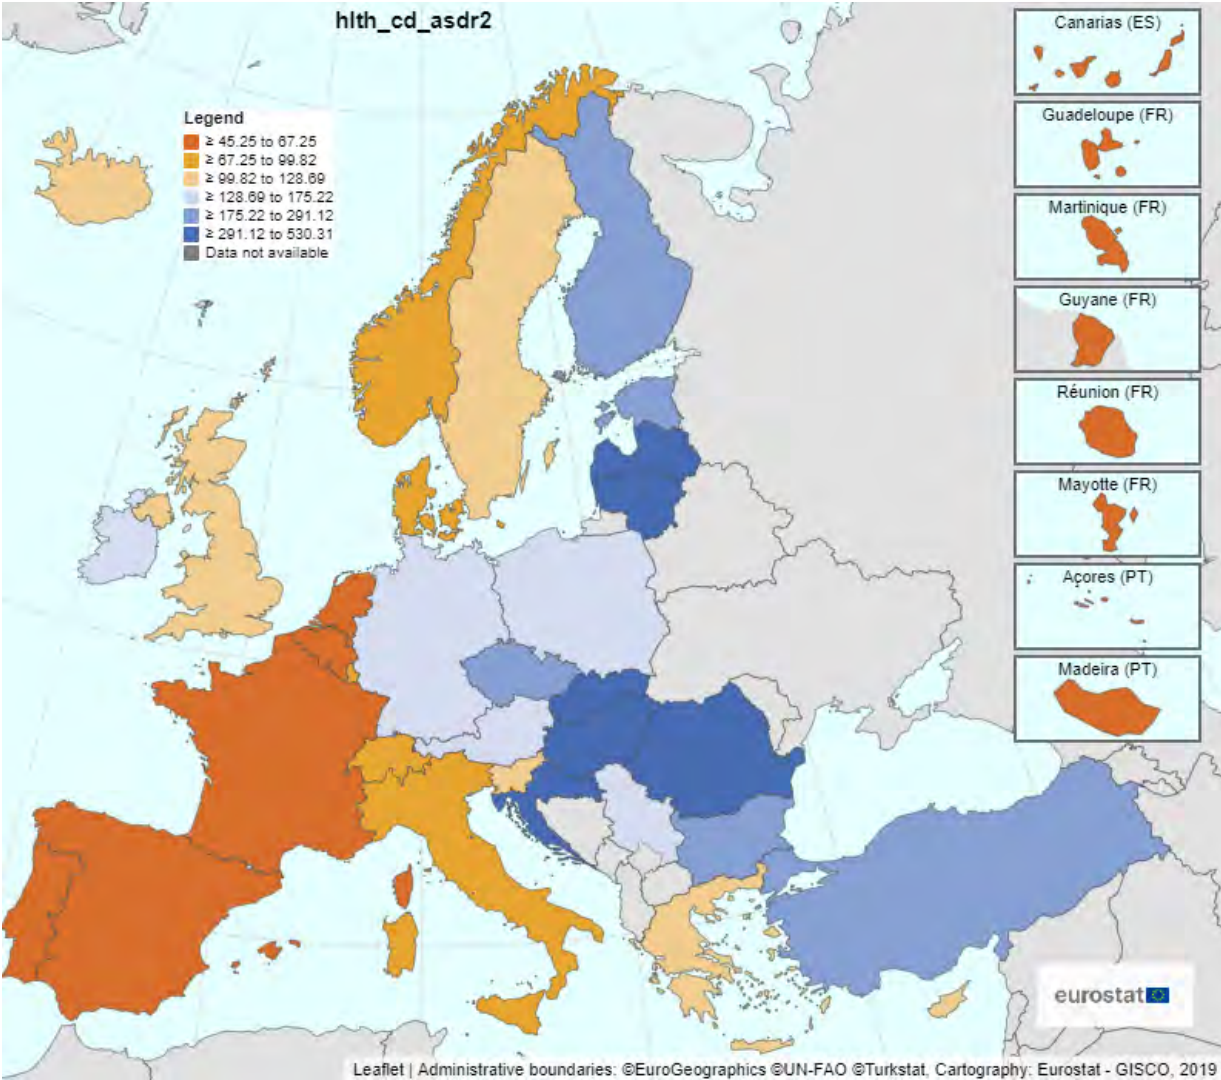 hlth_cd_asdr2
Legend
≥ 45.25 to 67.25
≥ 67.25 to 99.82
≥ 99.82 to 128.69
≥ 128.69 to 175.22
≥ 175.22 to 291.12
≥ 291.12 to 530.31
Data not available
Canarias (ES)
Guadeloupe (FR)
Martinique (FR)
Guyane (FR)
Réunion (FR)
Mayotte (FR)
Açores (PT)
Madeira (PT)
eurostat
Leaflet | Administrative boundaries: ©EuroGeographics ©UN-FAO ©Turkstat, Cartography: Eurostat - GISCO, 2019